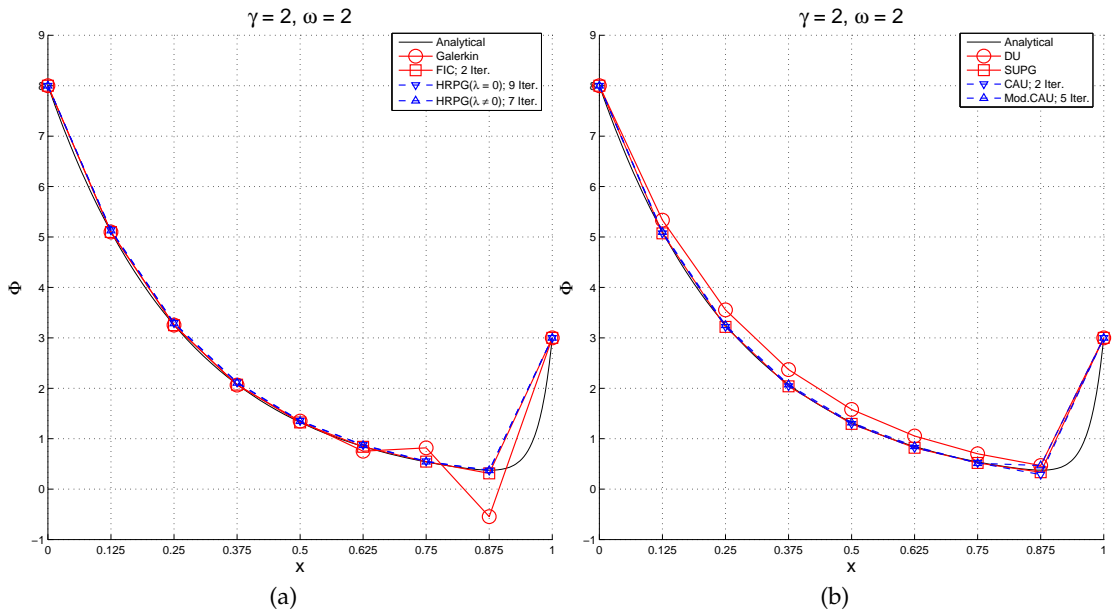 γ = 2, ω = 2
Analytical
Galerkin
FIC; 2 Iter.
HRPG(λ = 0); 9 Iter.
HRPG(λ ≠ 0); 7 Iter.
9
8
7
6
5
4
3
2
1
0
−1
Φ
0 0.125 0.25 0.375 0.5 0.625 0.75 0.875 1
x
(a)
γ = 2, ω = 2
Analytical
DU
SUPG
CAU; 2 Iter.
Mod.CAU; 5 Iter.
9
8
7
6
5
4
3
2
1
0
−1
Φ
0 0.125 0.25 0.375 0.5 0.625 0.75 0.875 1
x
(b)